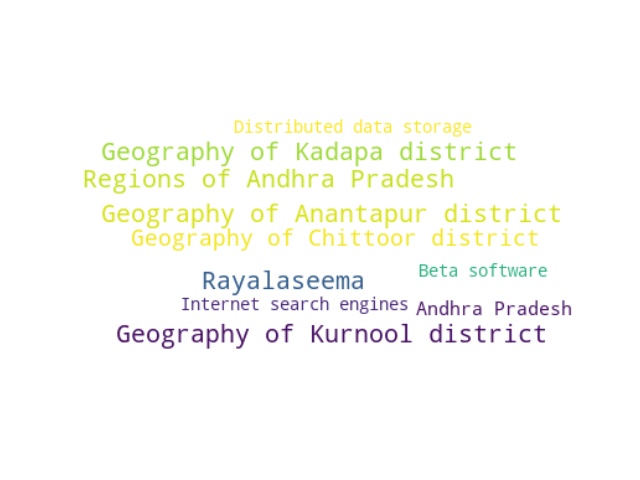 Distributed data storage
Geography of Kadapa district
Regions of Andhra Pradesh
Geography of Anantapur district
Geography of Chittoor district
Beta software
Rayalaseema
Internet search engines
Andhra Pradesh
Geography of Kurnool district